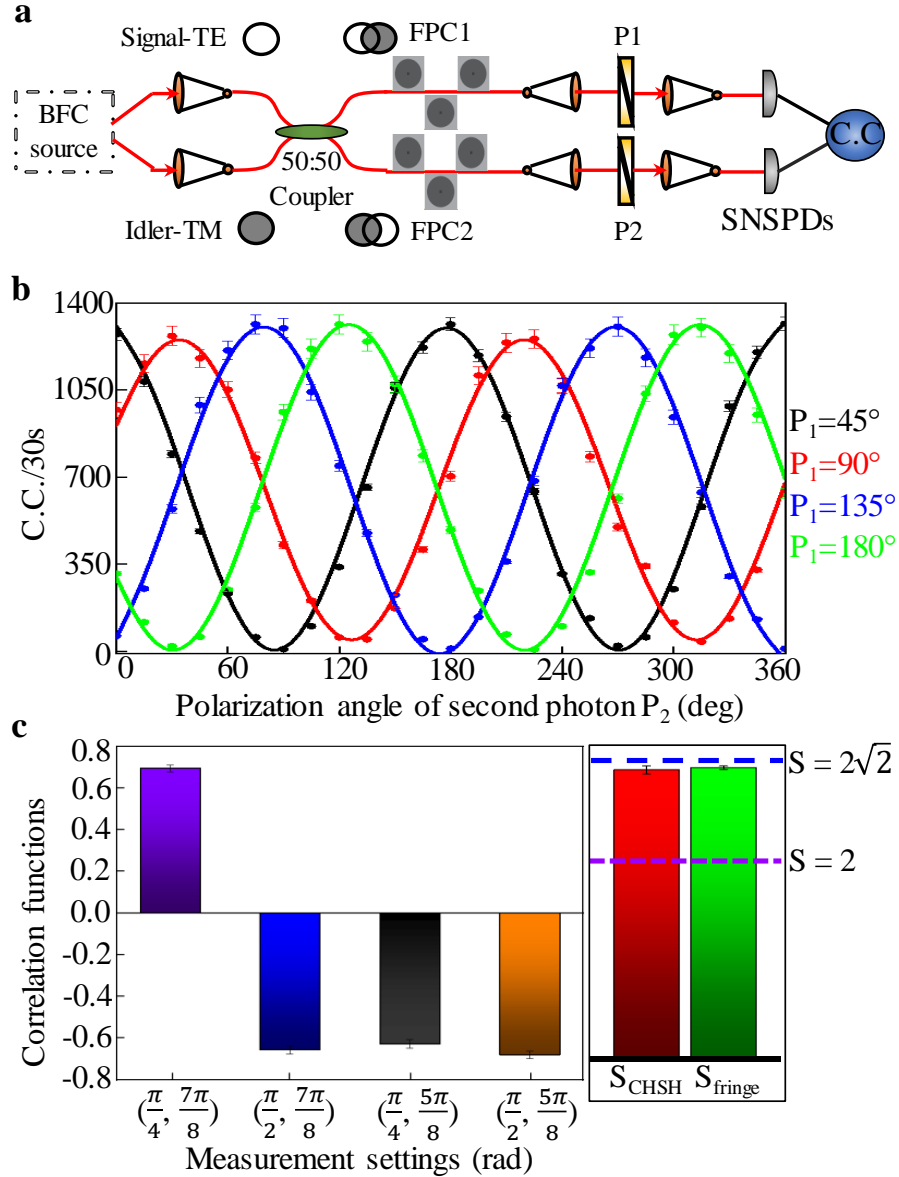 a
Signal-TE
FPC1
P1
BFC
source
50:50
Coupler
C.C
Idler-TM
FPC2
P2
SNSPDs
b
1400
1050
700
350
0
C.C./30s
0 60 120 180 240 300 360
Polarization angle of second photon P₂ (deg)
P₁=45°
P₁=90°
P₁=135°
P₁=180°
c
0.8
0.6
0.4
0.2
0.0
-0.2
-0.4
-0.6
-0.8
Correlation functions
(π/4, 7π/8) (π/2, 7π/8) (π/4, 5π/8) (π/2, 5π/8)
Measurement settings (rad)
S = 2√2
S = 2
S_CHSH S_fringe